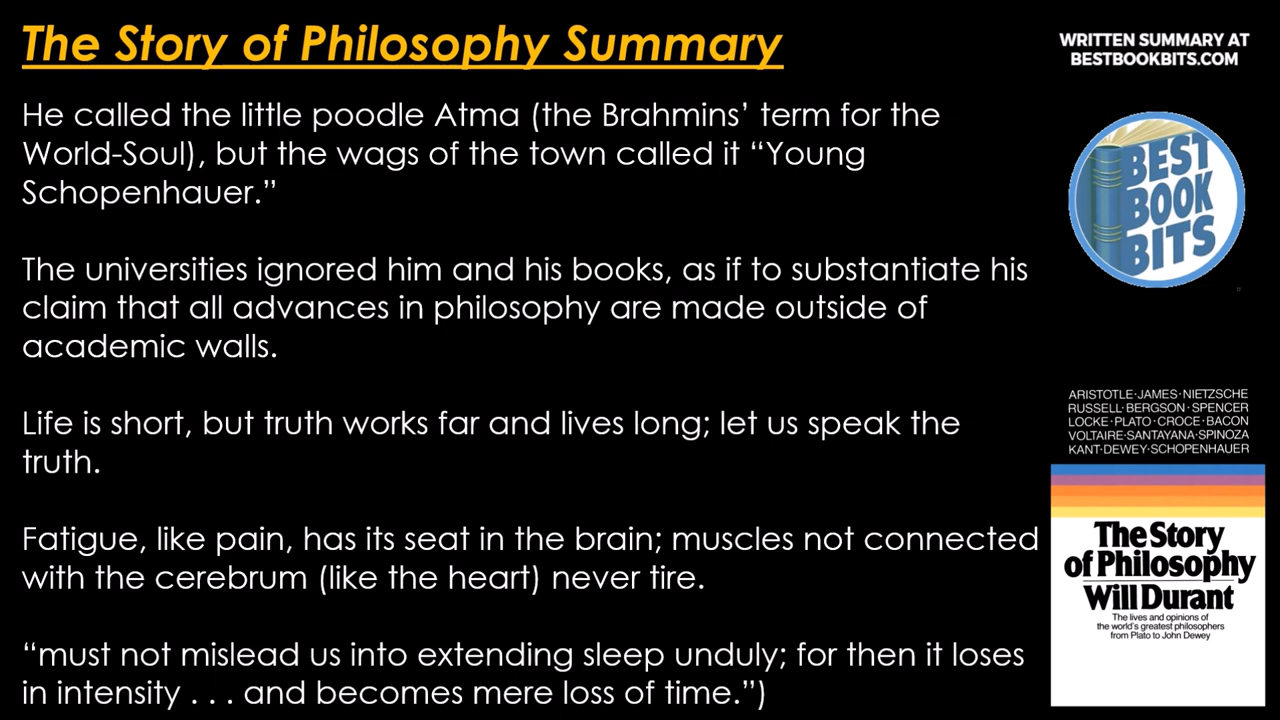 The Story of Philosophy Summary
WRITTEN SUMMARY AT
BESTBOOKBITS.COM
He called the little poodle Atma (the Brahmins’ term for the
World-Soul), but the wags of the town called it “Young
Schopenhauer.”
The universities ignored him and his books, as if to substantiate his
claim that all advances in philosophy are made outside of
academic walls.
Life is short, but truth works far and lives long; let us speak the
truth.
Fatigue, like pain, has its seat in the brain; muscles not connected
with the cerebrum (like the heart) never tire.
“must not mislead us into extending sleep unduly; for then it loses
in intensity . . . and becomes mere loss of time.”)
BEST
BOOK
BITS
ARISTOTLE·JAMES·NIETZSCHE
RUSSELL·BERGSON·SPENCER
LOCKE·PLATO·CROCE·BACON
VOLTAIRE·SANTAYANA·SPINOZA
KANT·DEWEY·SCHOPENHAUER
The Story
of Philosophy
Will Durant
The lives and opinions of
the world's greatest philosophers
from Plato to John Dewey